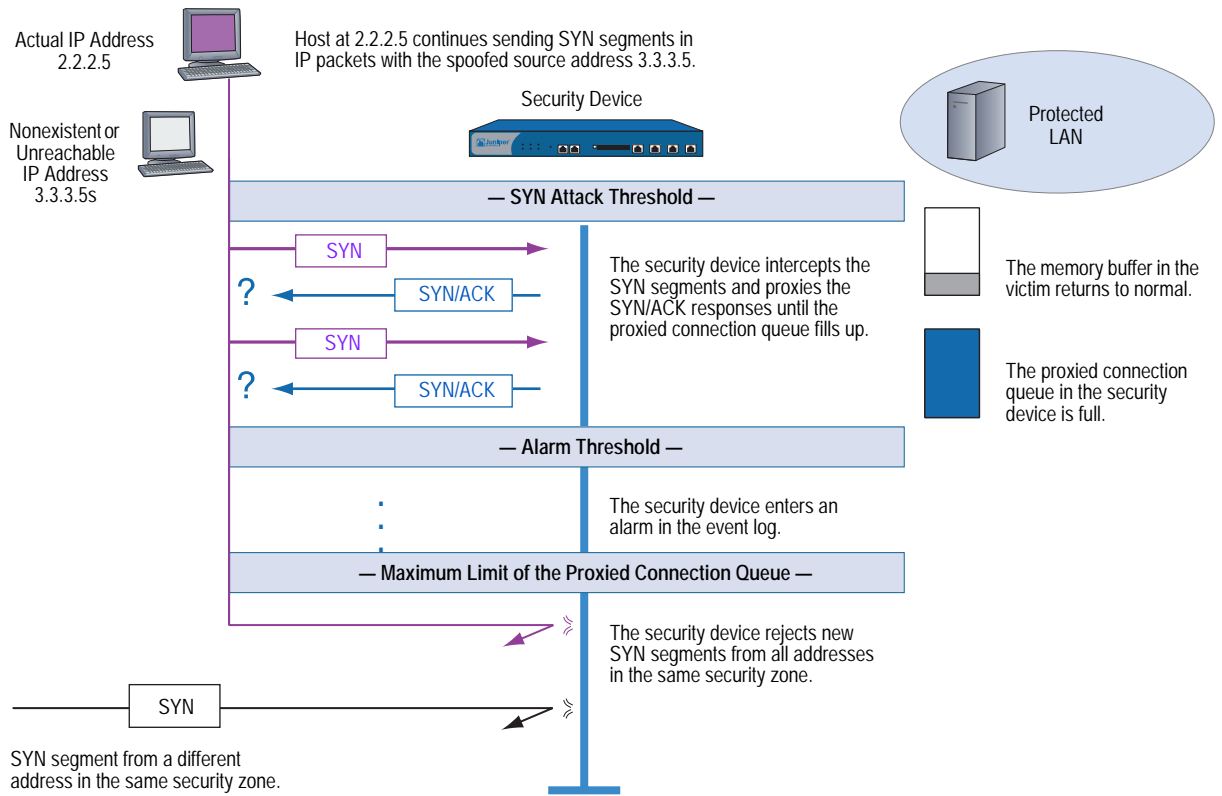 Actual IP Address
2.2.2.5
Host at 2.2.2.5 continues sending SYN segments in
IP packets with the spoofed source address 3.3.3.5.
Nonexistent or
Unreachable
IP Address
3.3.3.5s
Security Device
Juniper
Protected
LAN
— SYN Attack Threshold —
SYN
?
SYN/ACK
SYN
?
SYN/ACK
The security device intercepts the
SYN segments and proxies the
SYN/ACK responses until the
proxied connection queue fills up.
The memory buffer in the
victim returns to normal.
The proxied connection
queue in the security
device is full.
— Alarm Threshold —
The security device enters an
alarm in the event log.
— Maximum Limit of the Proxied Connection Queue —
The security device rejects new
SYN segments from all addresses
in the same security zone.
SYN
SYN segment from a different
address in the same security zone.